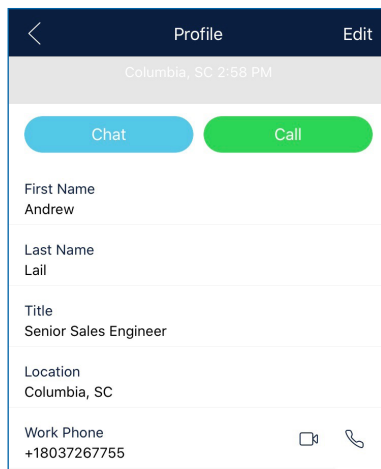 Profile
Edit
Columbia, SC 2:58 PM
Chat
Call
First Name
Andrew
Last Name
Lail
Title
Senior Sales Engineer
Location
Columbia, SC
Work Phone
+18037267755